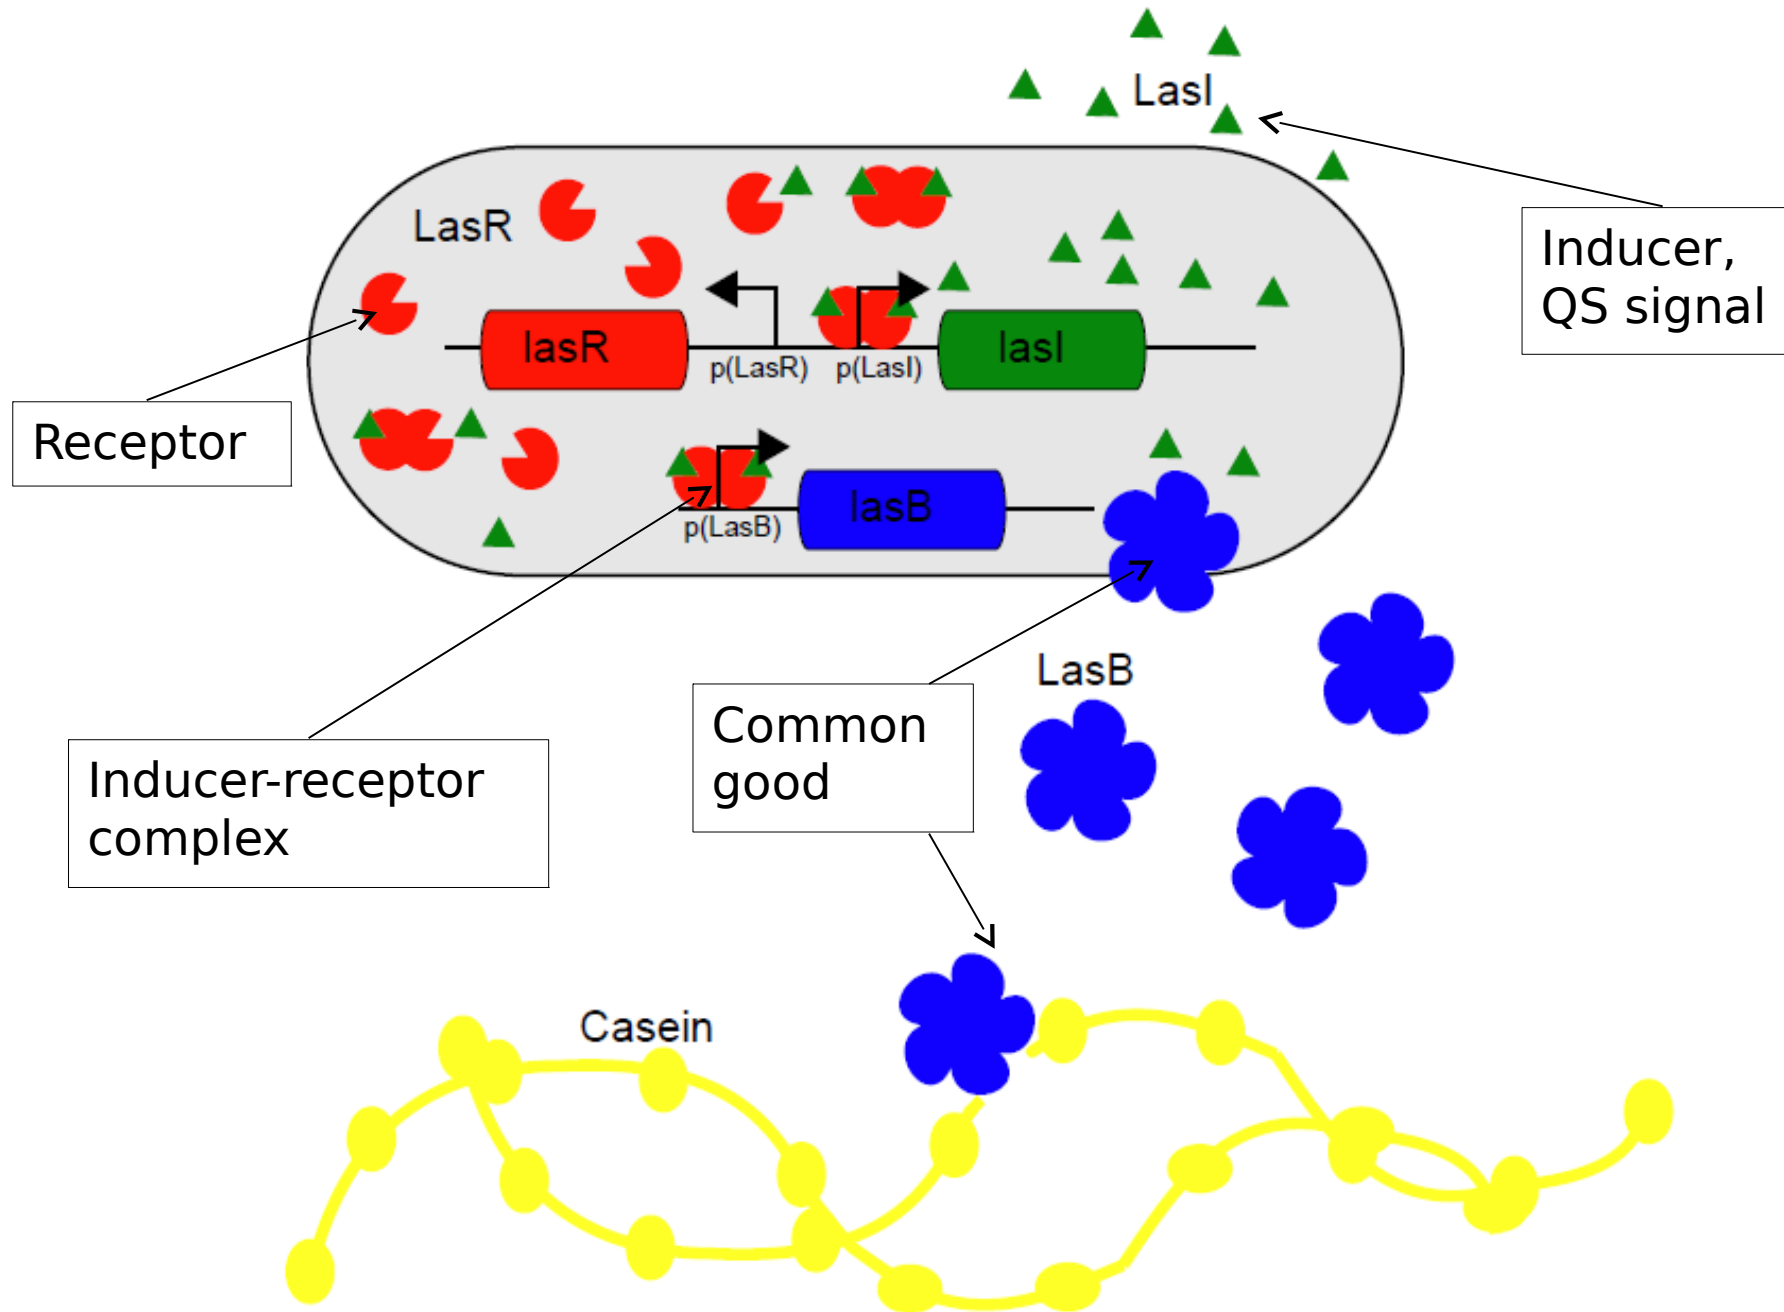 LasI
LasR
Inducer,
QS signal
lasR
lasI
p(LasR)
p(LasI)
Receptor
lasB
p(LasB)
LasB
Common
good
Inducer-receptor
complex
Casein